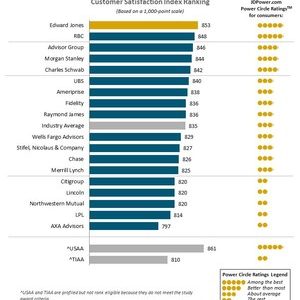 Customer Satisfaction Index Ranking
(Based on a 1,000-point scale)
JDPower.com
Power Circle Ratings™
for consumers:
Edward Jones 853
RBC 848
Advisor Group 846
Morgan Stanley 844
Charles Schwab 842
UBS 840
Ameriprise 838
Fidelity 836
Raymond James 836
Industry Average 835
Wells Fargo Advisors 829
Stifel, Nicolaus & Company 827
Chase 826
Merrill Lynch 825
Citigroup 820
Lincoln 820
Northwestern Mutual 820
LPL 814
AXA Advisors 797
^USAA 861
^TIAA 810
Power Circle Ratings Legend
Among the best
Better than most
About average
The rest
^USAA and TIAA are profiled but not rank eligible because they do not meet the study
award criteria.